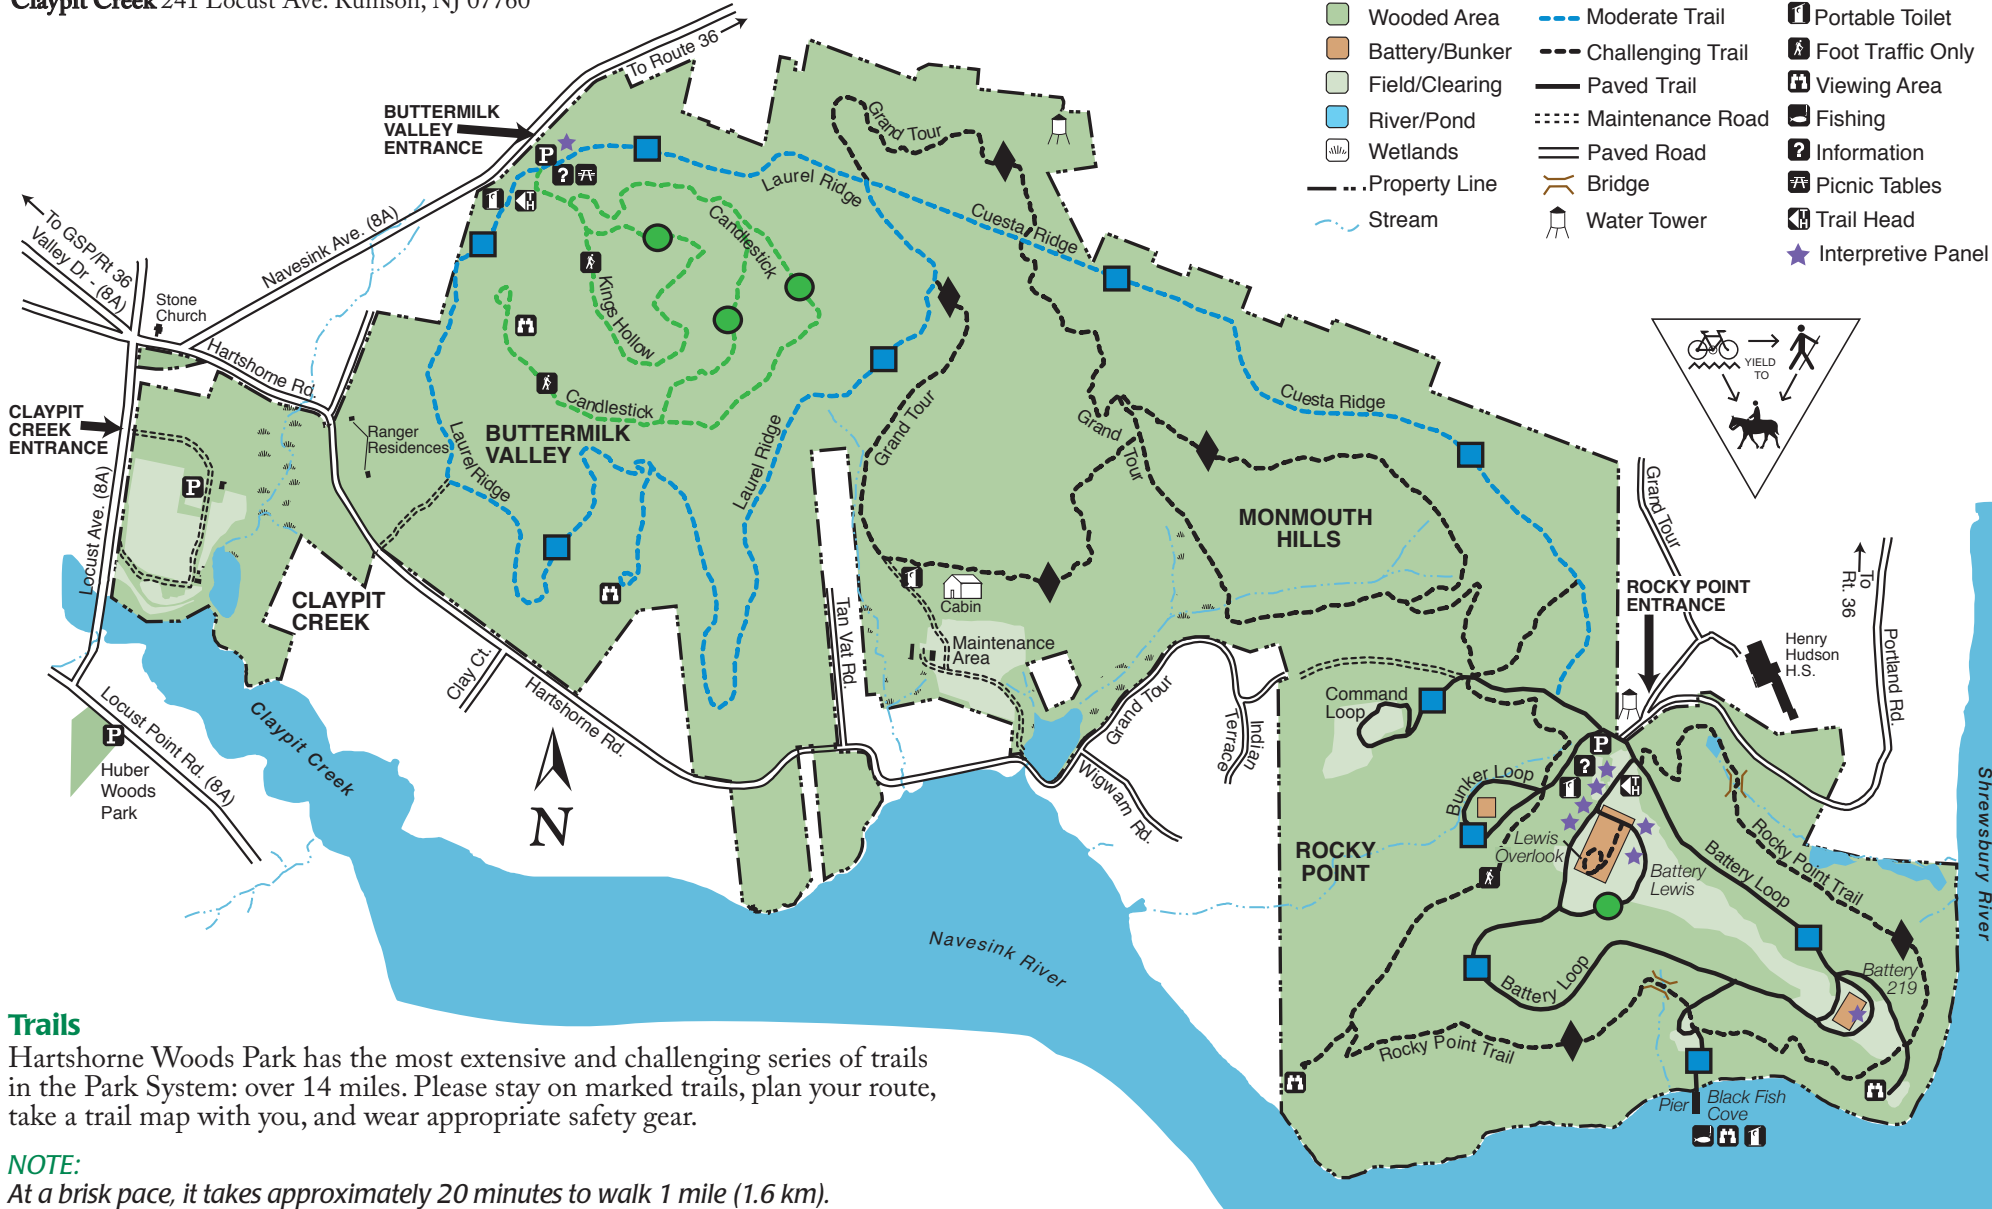 Claypit Creek 241 Locust Ave. Rumson, NJ 07760
Wooded Area
Battery/Bunker
Field/Clearing
River/Pond
Wetlands
Property Line
Stream
Moderate Trail
Challenging Trail
Paved Trail
Maintenance Road
Paved Road
Bridge
Water Tower
Portable Toilet
Foot Traffic Only
Viewing Area
Fishing
? Information
Picnic Tables
TH Trail Head
Interpretive Panel
YIELD
TO
To Route 36
BUTTERMILK
VALLEY
ENTRANCE
P
?
TH
Navesink Ave. (8A)
To GSP/Rt 36
Valley Dr - (8A)
Stone
Church
Hartshorne Rd.
CLAYPIT
CREEK
ENTRANCE
Locust Ave. (8A)
P
Ranger
Residences
Laurel Ridge
Candlestick
Kings Hollow
Candlestick
BUTTERMILK
VALLEY
Laurel Ridge
Laurel Ridge
Grand Tour
Cuesta Ridge
Grand Tour
Grand
Tour
Cuesta Ridge
MONMOUTH
HILLS
CLAYPIT
CREEK
Clay Ct.
Hartshorne Rd.
Tan Vat Rd.
Cabin
Maintenance
Area
Grand Tour
Wigwam Rd.
Indian
Terrace
Grand Tour
ROCKY POINT
ENTRANCE
To
Rt. 36
Portland Rd.
Henry
Hudson
H.S.
Locust Point Rd. (8A)
P
Huber
Woods
Park
Claypit Creek
N
Navesink River
Shrewsbury River
Command
Loop
Bunker Loop
P
?
TH
Lewis
Overlook
Battery
Lewis
ROCKY
POINT
Battery Loop
Rocky Point Trail
Battery
219
Battery Loop
Rocky Point Trail
Pier
Black Fish
Cove
Trails
Hartshorne Woods Park has the most extensive and challenging series of trails
in the Park System: over 14 miles. Please stay on marked trails, plan your route,
take a trail map with you, and wear appropriate safety gear.
NOTE:
At a brisk pace, it takes approximately 20 minutes to walk 1 mile (1.6 km).